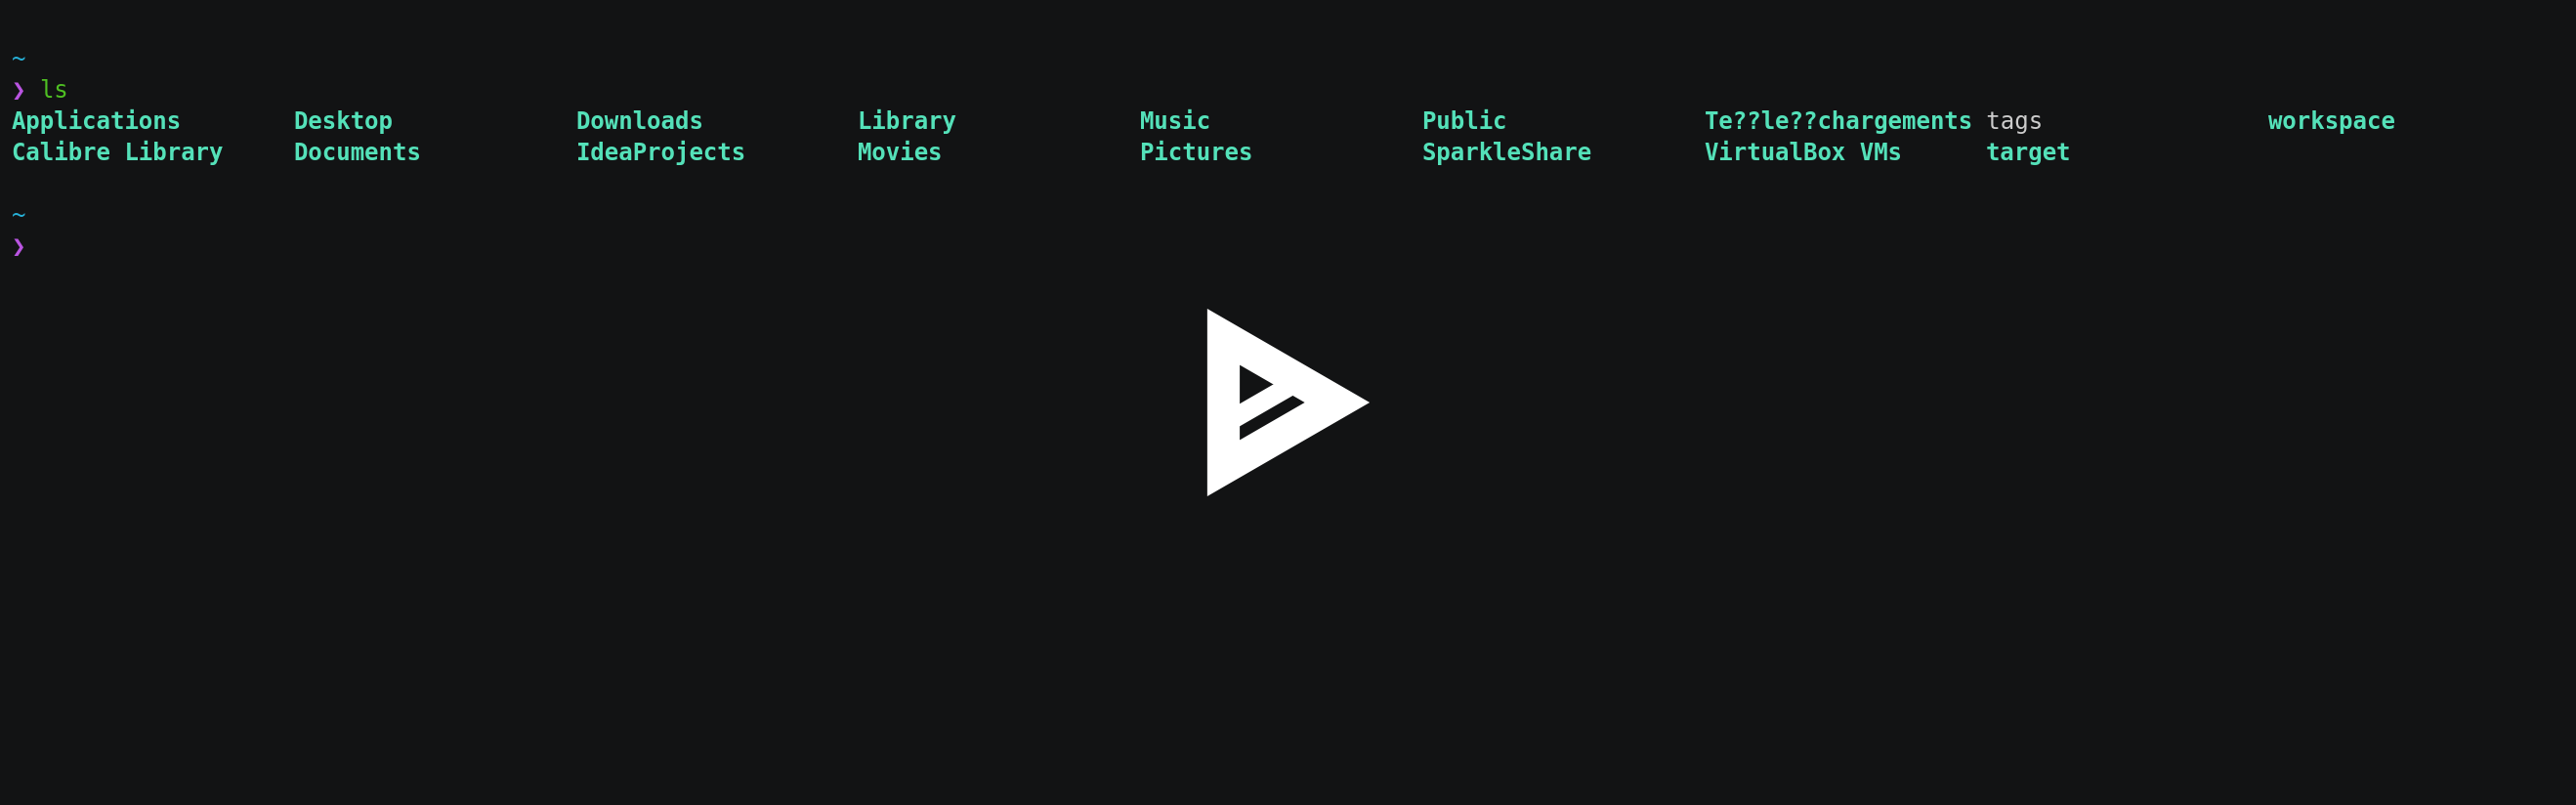 ~
❯ ls
Applications Desktop Downloads Library Music Public Te??le??chargements tags workspace
Calibre Library Documents IdeaProjects Movies Pictures SparkleShare VirtualBox VMs target
~
❯